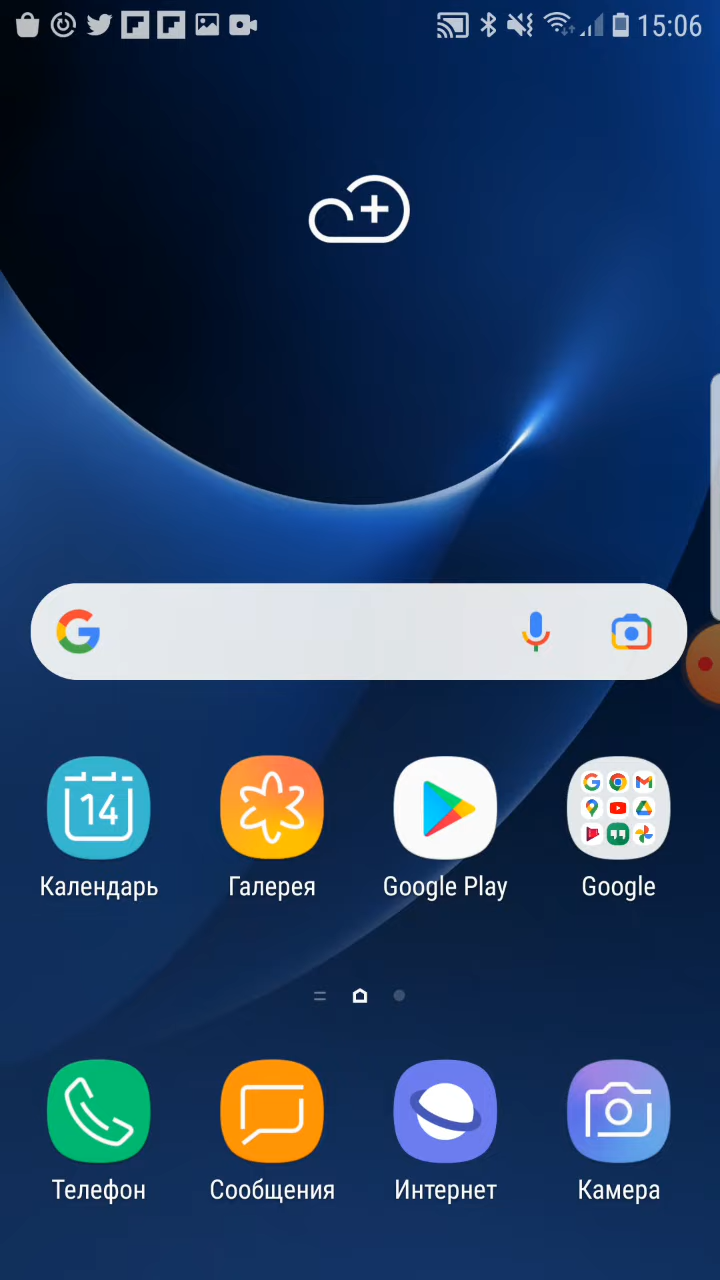 15:06
14
Календарь
Галерея
Google Play
Google
Телефон
Сообщения
Интернет
Камера